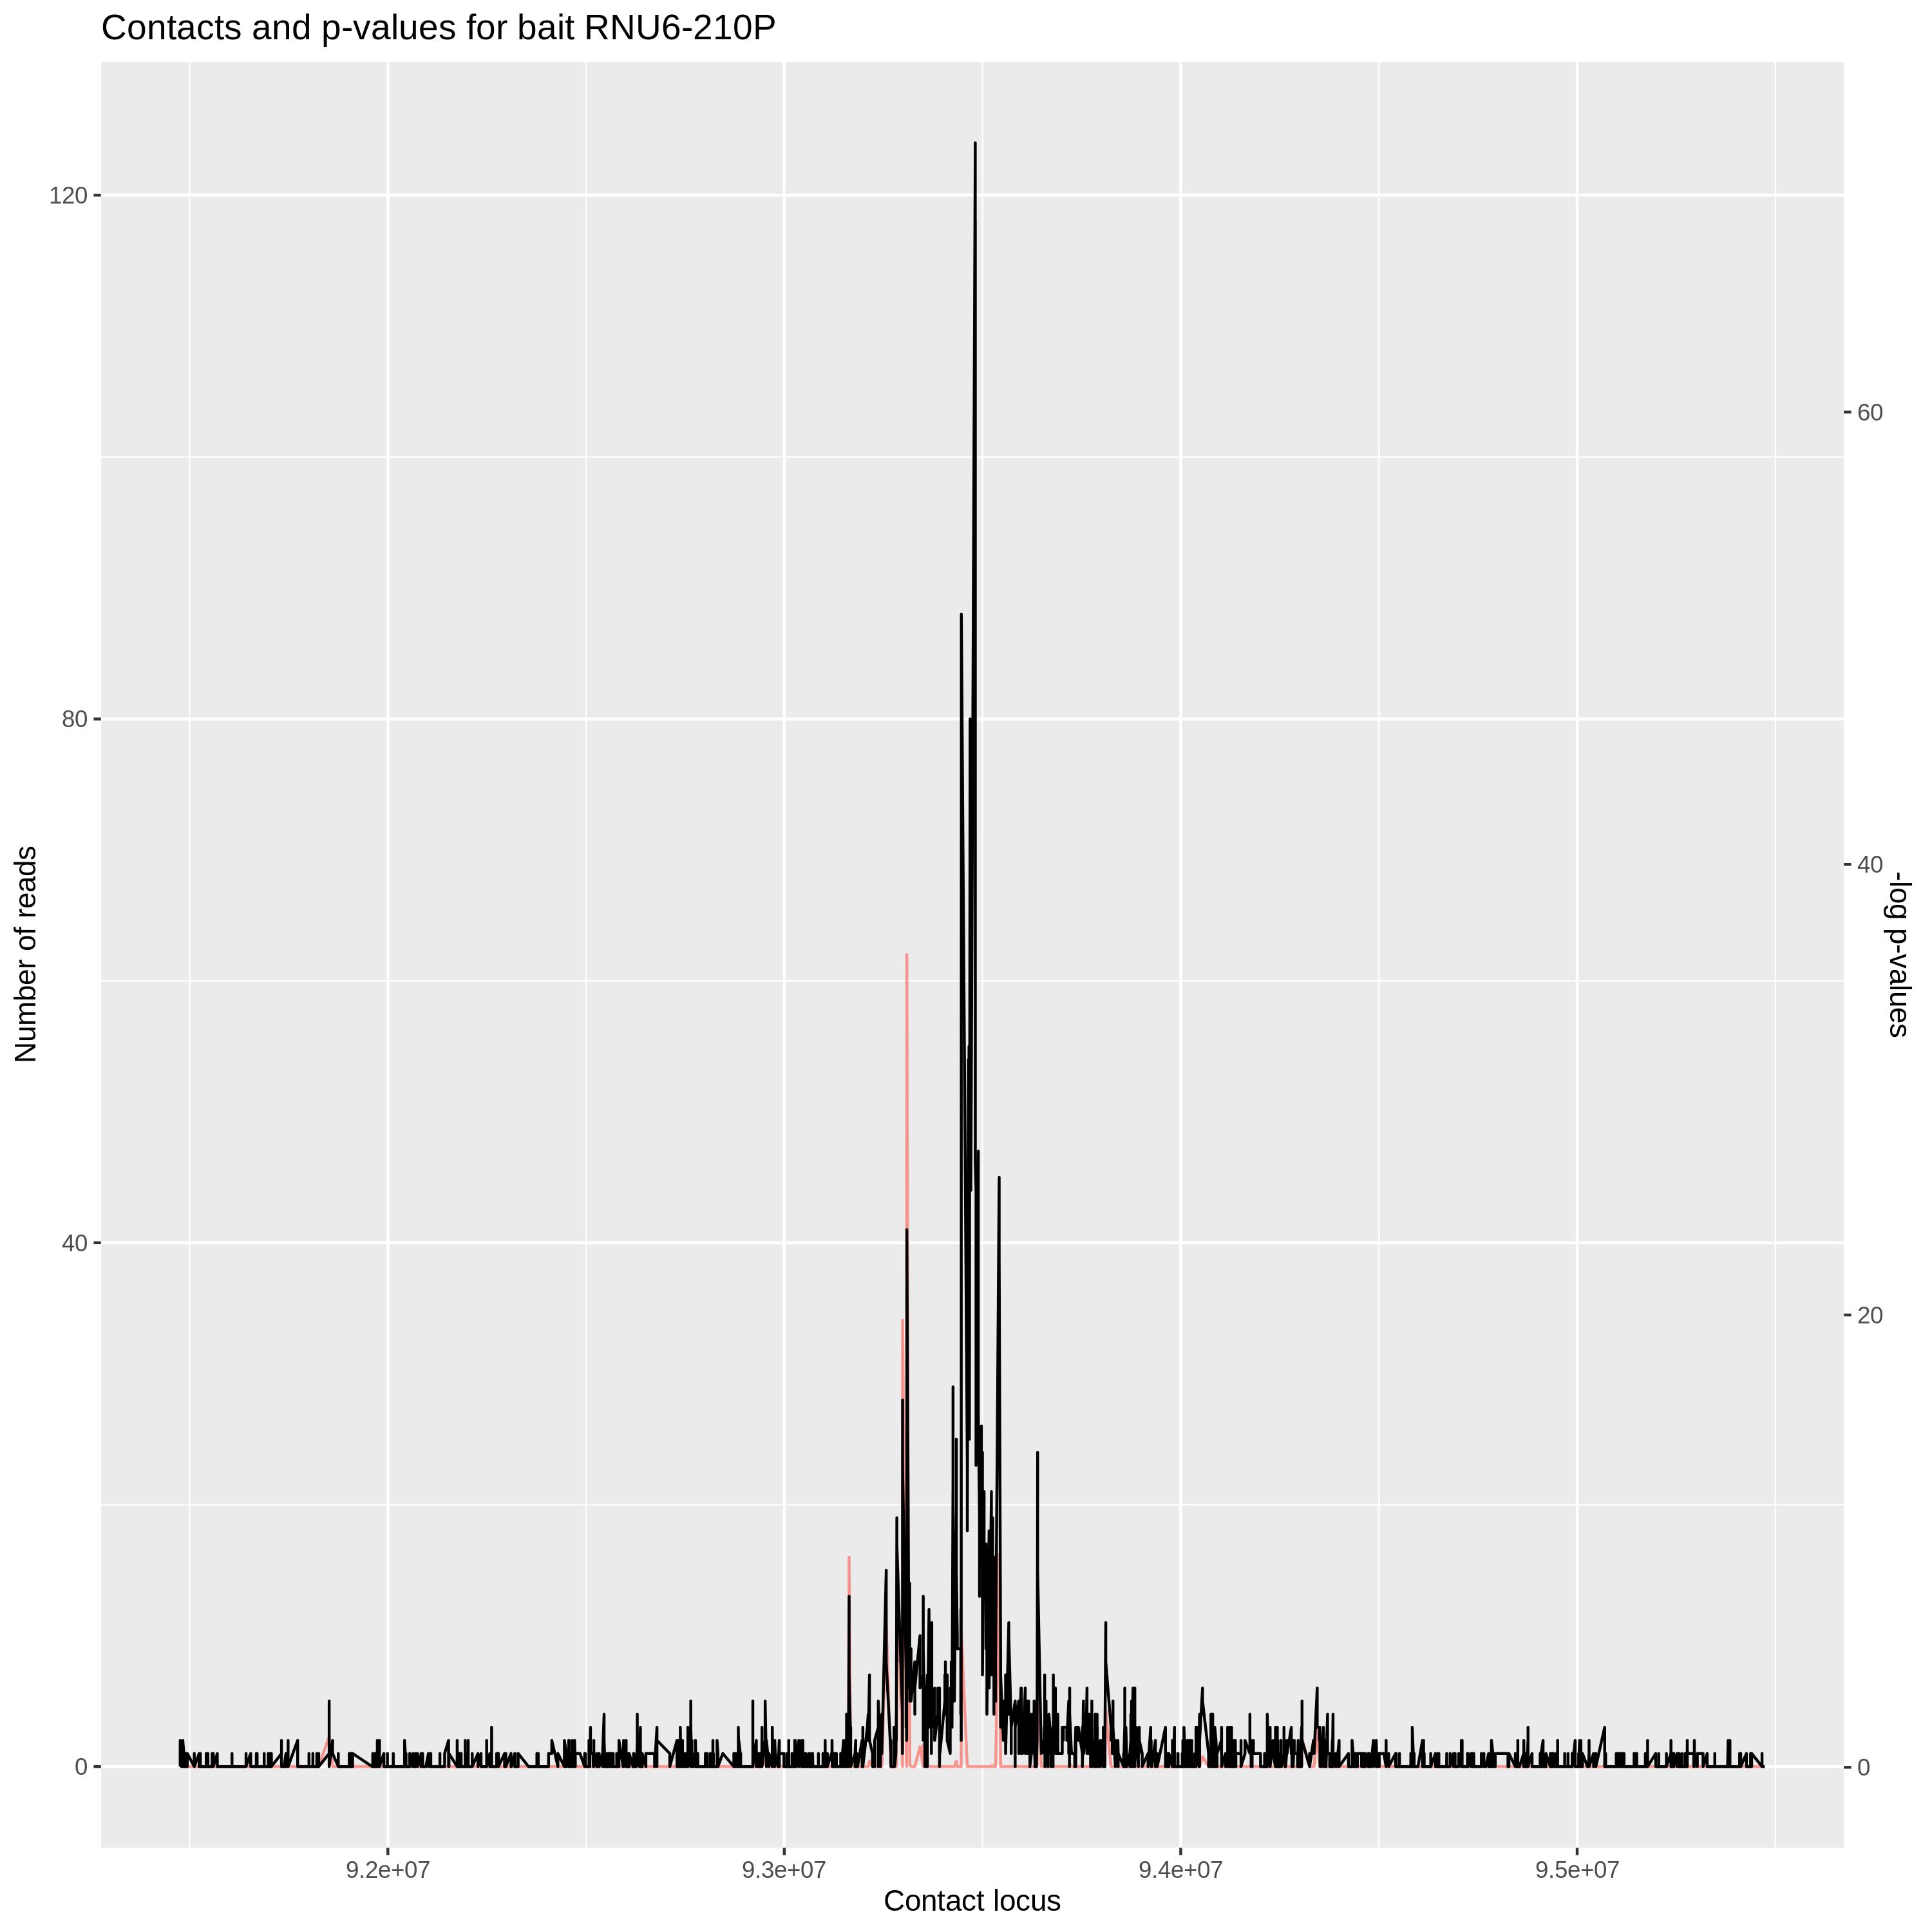 Contacts and p-values for bait RNU6-210P
120
80
40
0
Number of reads
60
40
20
0
-log p-values
9.2e+07 9.3e+07 9.4e+07 9.5e+07
Contact locus